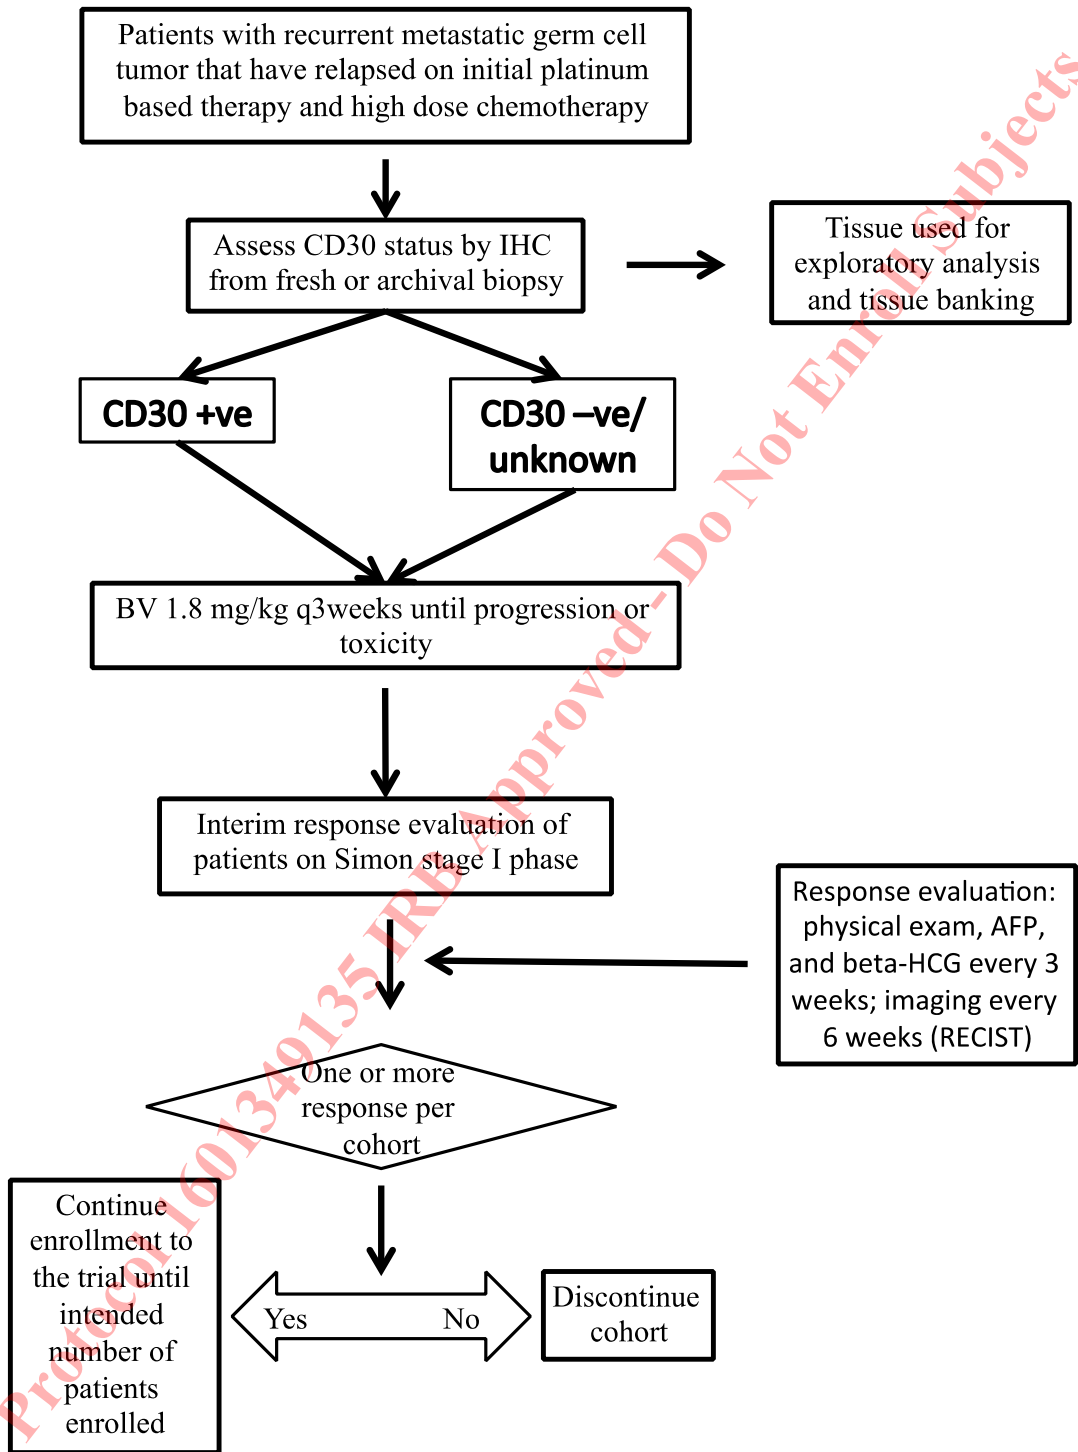 Patients with recurrent metastatic germ cell
tumor that have relapsed on initial platinum
based therapy and high dose chemotherapy
Assess CD30 status by IHC
from fresh or archival biopsy
Tissue used for
exploratory analysis
and tissue banking
CD30 +ve
CD30 –ve/
unknown
BV 1.8 mg/kg q3weeks until progression or
toxicity
Interim response evaluation of
patients on Simon stage I phase
Response evaluation:
physical exam, AFP,
and beta-HCG every 3
weeks; imaging every
6 weeks (RECIST)
One or more
response per
cohort
Continue
enrollment to
the trial until
intended
number of
patients
enrolled
Yes
No
Discontinue
cohort
Protocol 1601349135 IRB Approved - Do Not Enroll Subjects